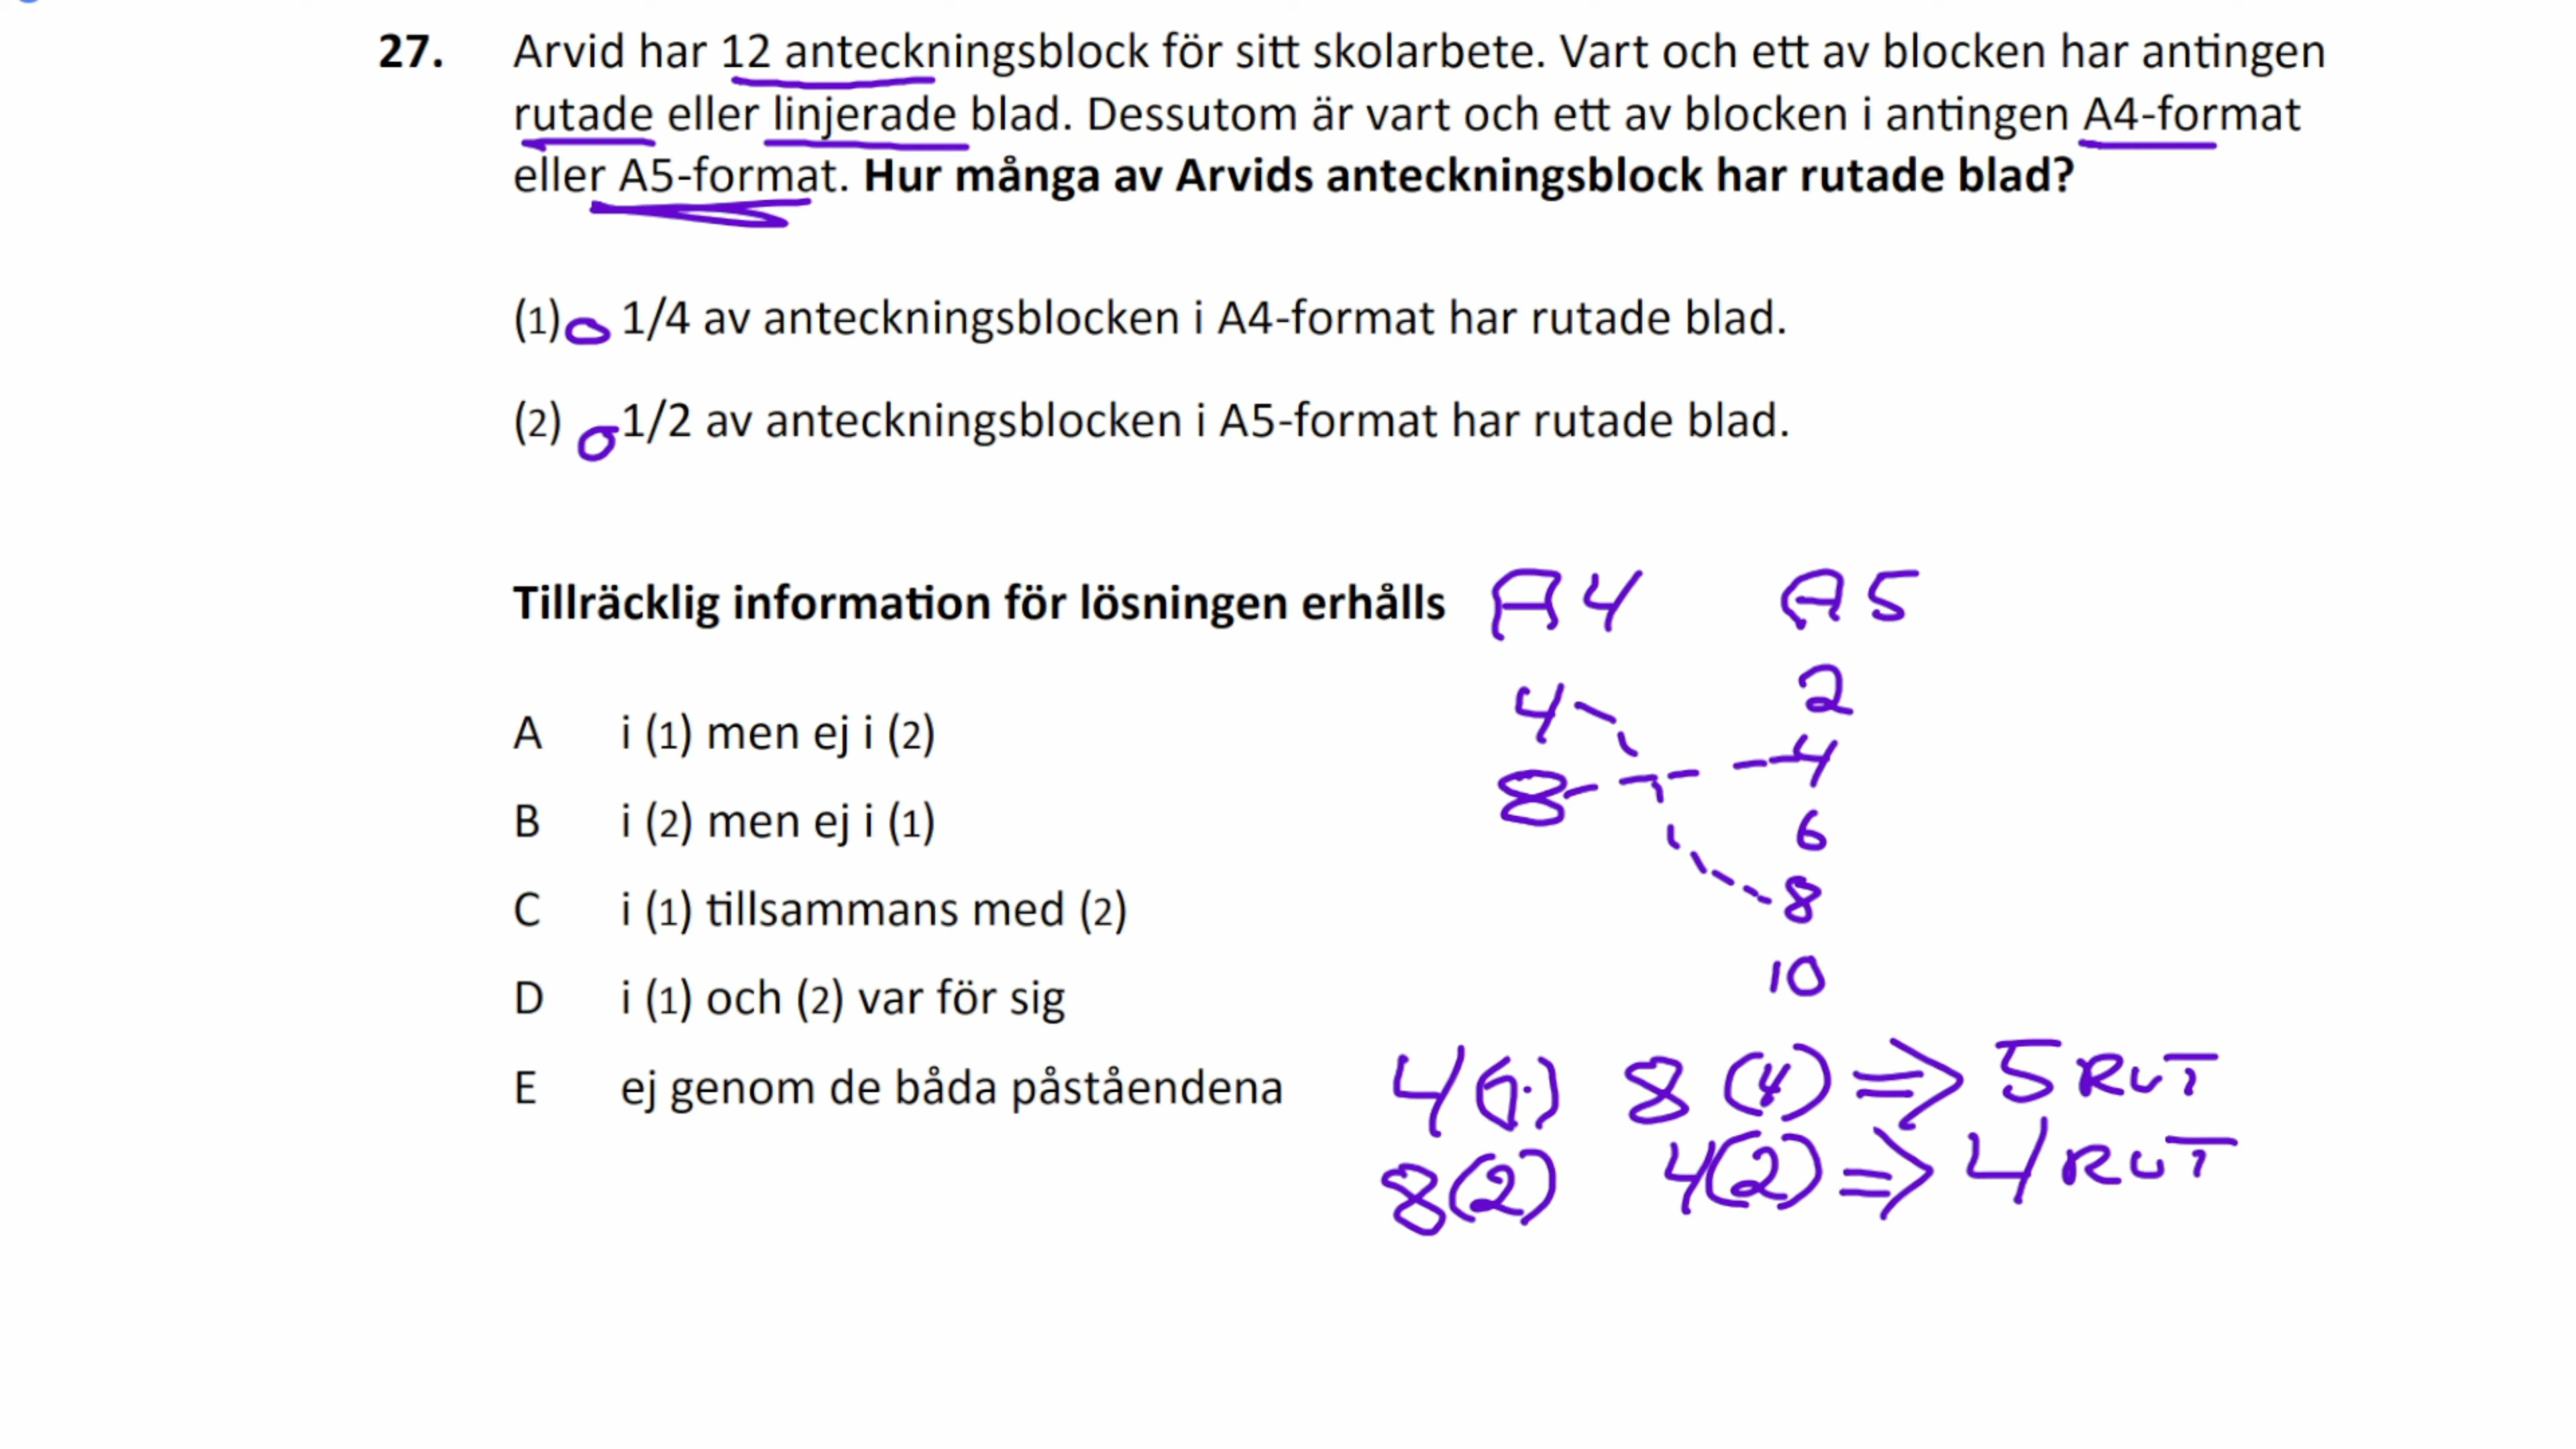 27. Arvid har 12 anteckningsblock för sitt skolarbete. Vart och ett av blocken har antingen
rutade eller linjerade blad. Dessutom är vart och ett av blocken i antingen A4-format
eller A5-format. Hur många av Arvids anteckningsblock har rutade blad?
(1) 1/4 av anteckningsblocken i A4-format har rutade blad.
(2) 1/2 av anteckningsblocken i A5-format har rutade blad.
Tillräcklig information för lösningen erhålls
A4 A5
4 2
8 4
6
8
10
A i (1) men ej i (2)
B i (2) men ej i (1)
C i (1) tillsammans med (2)
D i (1) och (2) var för sig
E ej genom de båda påståendena
4(1) 8(4) => 5 RUT
8(2) 4(2) => 4 RUT